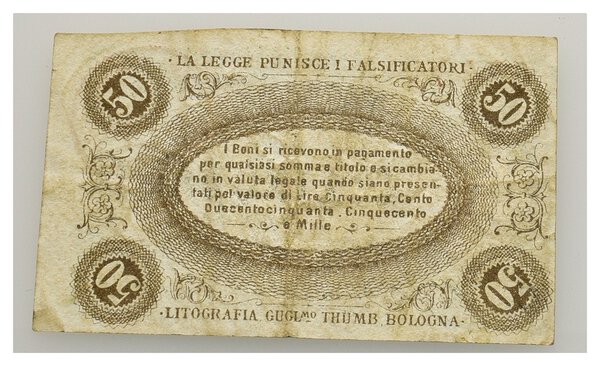 · LA LEGGE PUNISCE I FALSIFICATORI ·
50
50
I Boni si ricevono in pagamento
per qualsiasi somma e titolo e si cambia-
no in valuta legale quando siano presen-
tati pel valore di Lire Cinquanta, Cento
Duecentocinquanta, Cinquecento
e Mille
50
50
· LITOGRAFIA GUGLMO THUMB, BOLOGNA ·